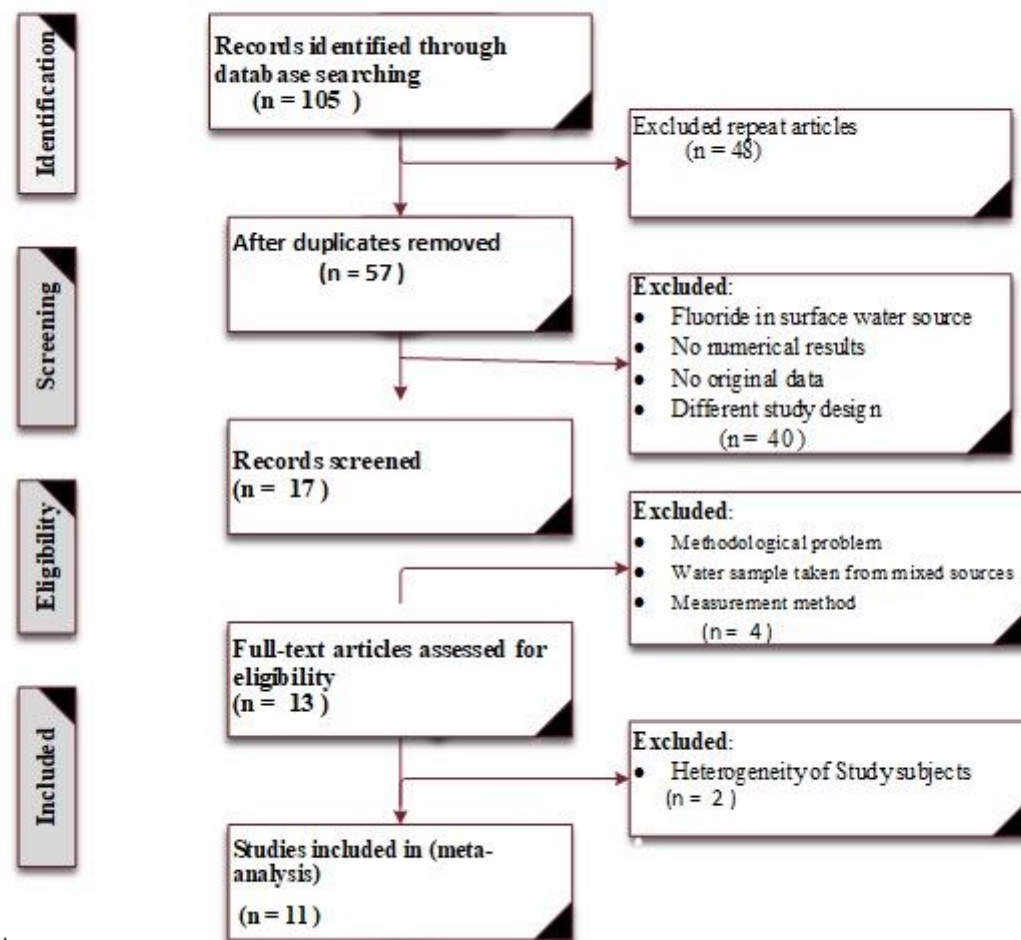 Identification
Records identified through
database searching
(n = 105 )
Excluded repeat articles
(n = 48)
Screening
After duplicates removed
(n = 57 )
Excluded:
● Fluoride in surface water source
● No numerical results
● No original data
● Different study design
(n = 40)
Records screened
(n = 17 )
Eligibility
Excluded:
● Methodological problem
● Water sample taken from mixed sources
● Measurement method
(n = 4 )
Full-text articles assessed for
eligibility
(n = 13 )
Included
Excluded:
● Heterogeneity of Study subjects
(n = 2 )
Studies included in (meta-
analysis)
(n = 11 )